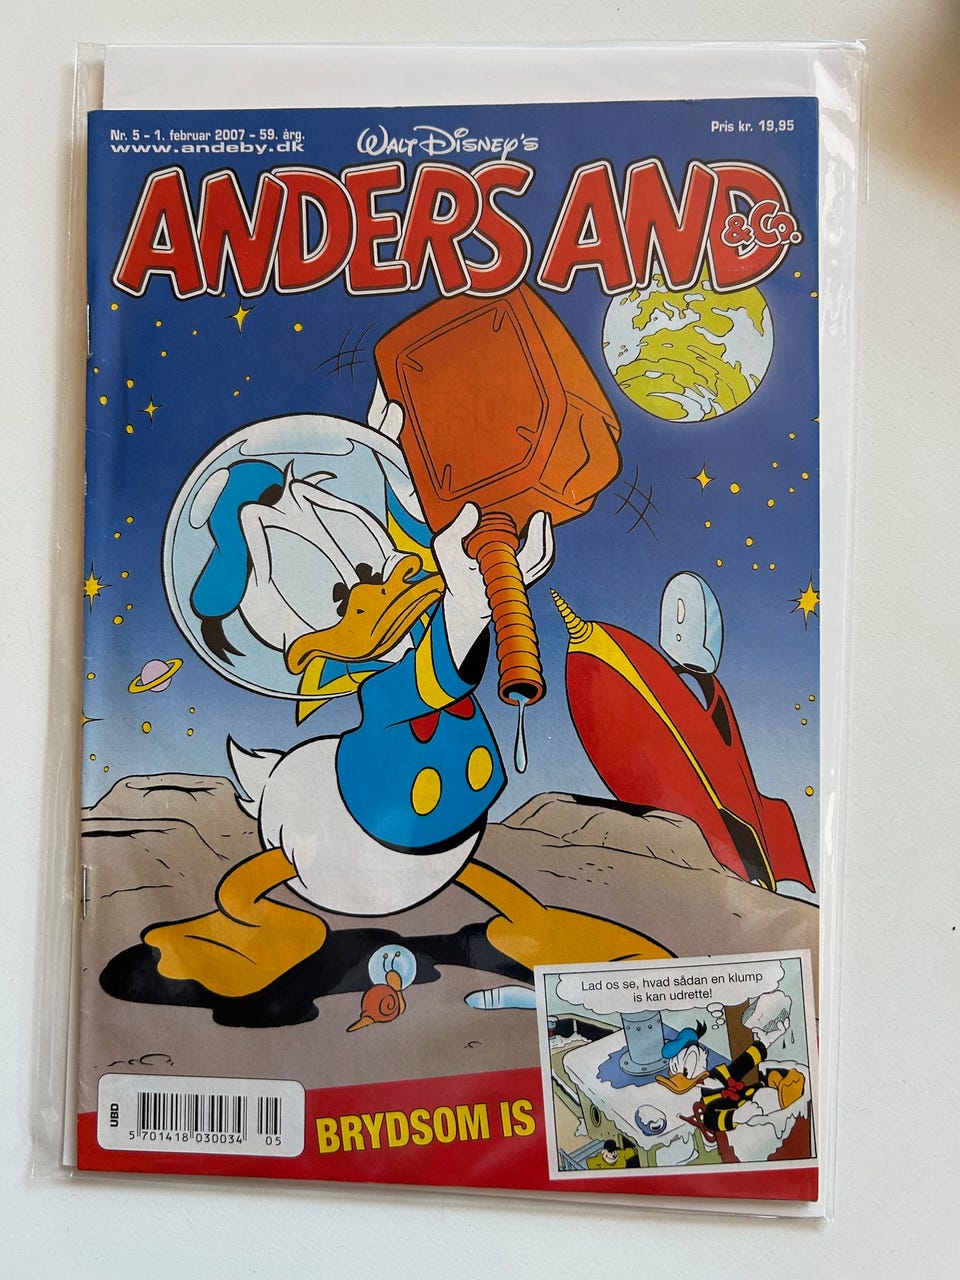 Nr. 5 - 1. februar 2007 - 59. årg.
www.andeby.dk
WALT DISNEY'S
Pris kr. 19,95
ANDERS AND
& Co.
Lad os se, hvad sådan en klump
is kan udrette!
BRYDSOM IS
UBD
5 701418 030034 05